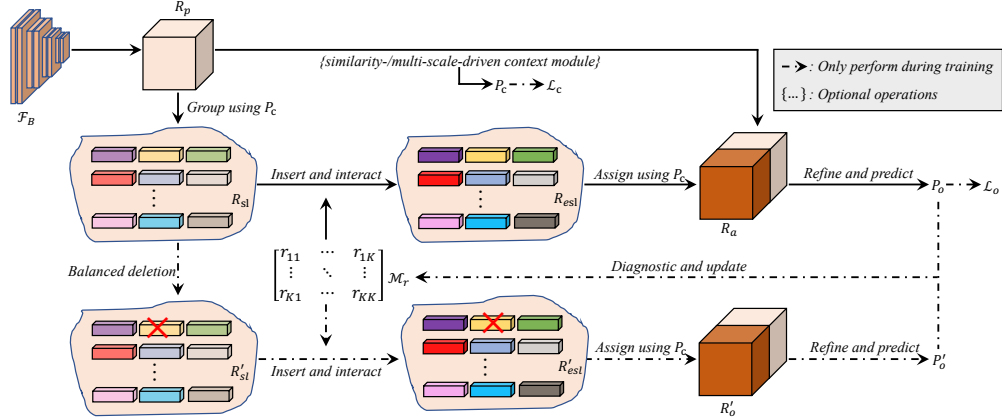 R_p
{similarity-/multi-scale-driven context module}
P_c
ℒ_c
: Only perform during training
{…}: Optional operations
ℱ_B
Group using P_c
R_sl
Insert and interact
R_esl
Assign using P_c
R_a
Refine and predict
P_o
ℒ_o
Balanced deletion
r_11 ⋯ r_1K
⋮ ⋱ ⋮
r_K1 ⋯ r_KK
ℳ_r
Diagnostic and update
R'_sl
Insert and interact
R'_esl
Assign using P_c
R'_o
Refine and predict
P'_o